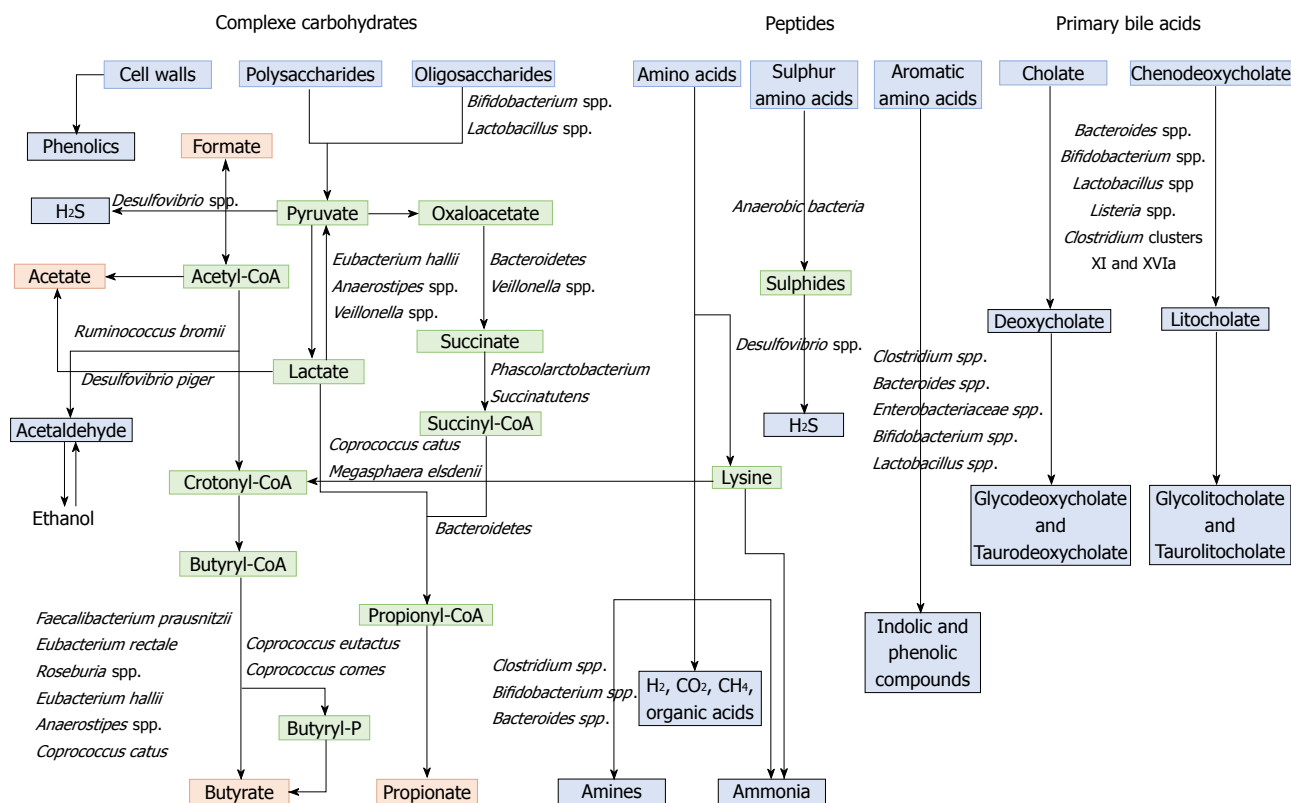 Complexe carbohydrates
Peptides
Primary bile acids
Cell walls
Polysaccharides
Oligosaccharides
Amino acids
Sulphur
amino acids
Aromatic
amino acids
Cholate
Chenodeoxycholate
Bifidobacterium spp.
Lactobacillus spp.
Phenolics
Formate
Bacteroides spp.
Bifidobacterium spp.
Lactobacillus spp
Listeria spp.
Clostridium clusters
XI and XVIa
H2S
Desulfovibrio spp.
Pyruvate
Oxaloacetate
Anaerobic bacteria
Eubacterium hallii
Anaerostipes spp.
Veillonella spp.
Bacteroidetes
Veillonella spp.
Acetate
Acetyl-CoA
Sulphides
Deoxycholate
Litocholate
Ruminococcus bromii
Succinate
Desulfovibrio spp.
Desulfovibrio piger
Lactate
Phascolarctobacterium
Succinatutens
Clostridium spp.
Bacteroides spp.
Enterobacteriaceae spp.
Bifidobacterium spp.
Lactobacillus spp.
Acetaldehyde
Succinyl-CoA
H2S
Coprococcus catus
Megasphaera elsdenii
Crotonyl-CoA
Lysine
Ethanol
Bacteroidetes
Glycodeoxycholate
and
Taurodeoxycholate
Glycolitocholate
and
Taurolitocholate
Butyryl-CoA
Propionyl-CoA
Faecalibacterium prausnitzii
Eubacterium rectale
Roseburia spp.
Eubacterium hallii
Anaerostipes spp.
Coprococcus catus
Coprococcus eutactus
Coprococcus comes
Clostridium spp.
Bifidobacterium spp.
Bacteroides spp.
H2, CO2, CH4,
organic acids
Indolic and
phenolic
compounds
Butyryl-P
Butyrate
Propionate
Amines
Ammonia